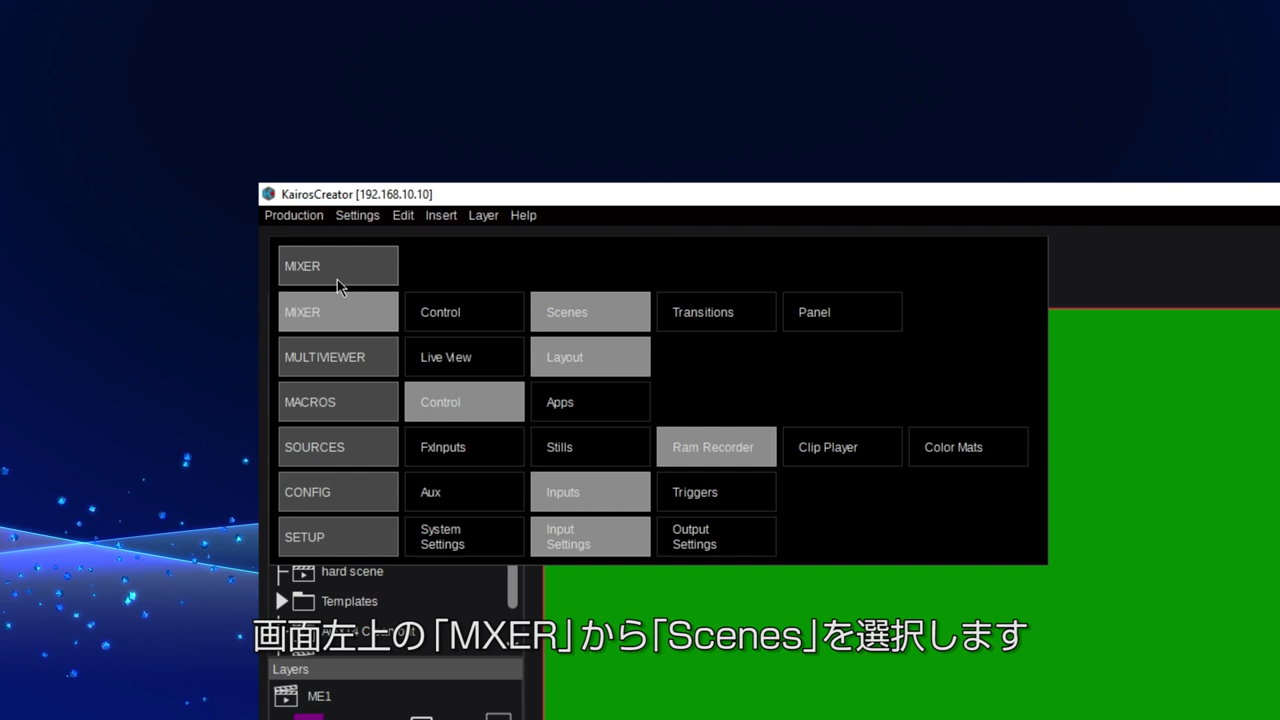 KairosCreator [192.168.10.10]
Production Settings Edit Insert Layer Help
MIXER
MIXER Control Scenes Transitions Panel
MULTIVIEWER Live View Layout
MACROS Control Apps
SOURCES FxInputs Stills Ram Recorder Clip Player Color Mats
CONFIG Aux Inputs Triggers
SETUP System Settings Input Settings Output Settings
hard scene
Templates
画面左上の「MXER」から「Scenes」を選択します
Layers
ME1